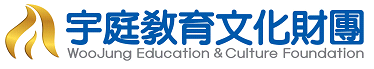 宇庭教育文化財團
WooJung Education & Culture Foundation